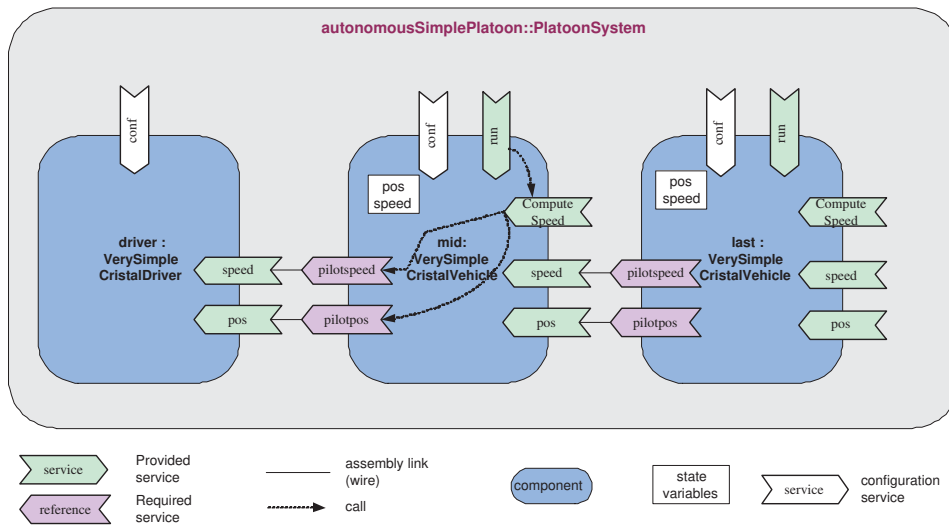 autonomousSimplePlatoon::PlatoonSystem
conf
conf
run
conf
run
pos
speed
pos
speed
Compute
Speed
Compute
Speed
driver :
VerySimple
CristalDriver
mid:
VerySimple
CristalVehicle
last :
VerySimple
CristalVehicle
speed
pilotspeed
speed
pilotspeed
speed
pos
pilotpos
pos
pilotpos
pos
service
Provided
service
reference
Required
service
assembly link
(wire)
call
component
state
variables
service
configuration
service